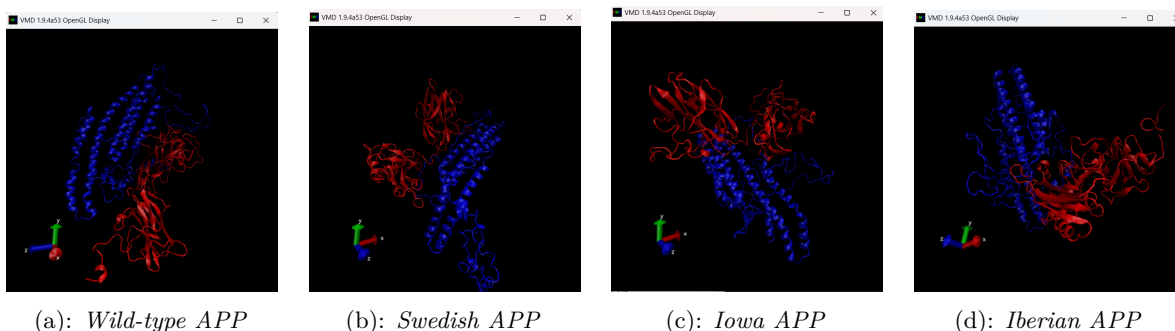 VMD 1.9.4a53 OpenGL Display
VMD 1.9.4a53 OpenGL Display
VMD 1.9.4a53 OpenGL Display
VMD 1.9.4a53 OpenGL Display
y
z
x
y
x
z
y
x
z
y
z
x
(a): Wild-type APP
(b): Swedish APP
(c): Iowa APP
(d): Iberian APP